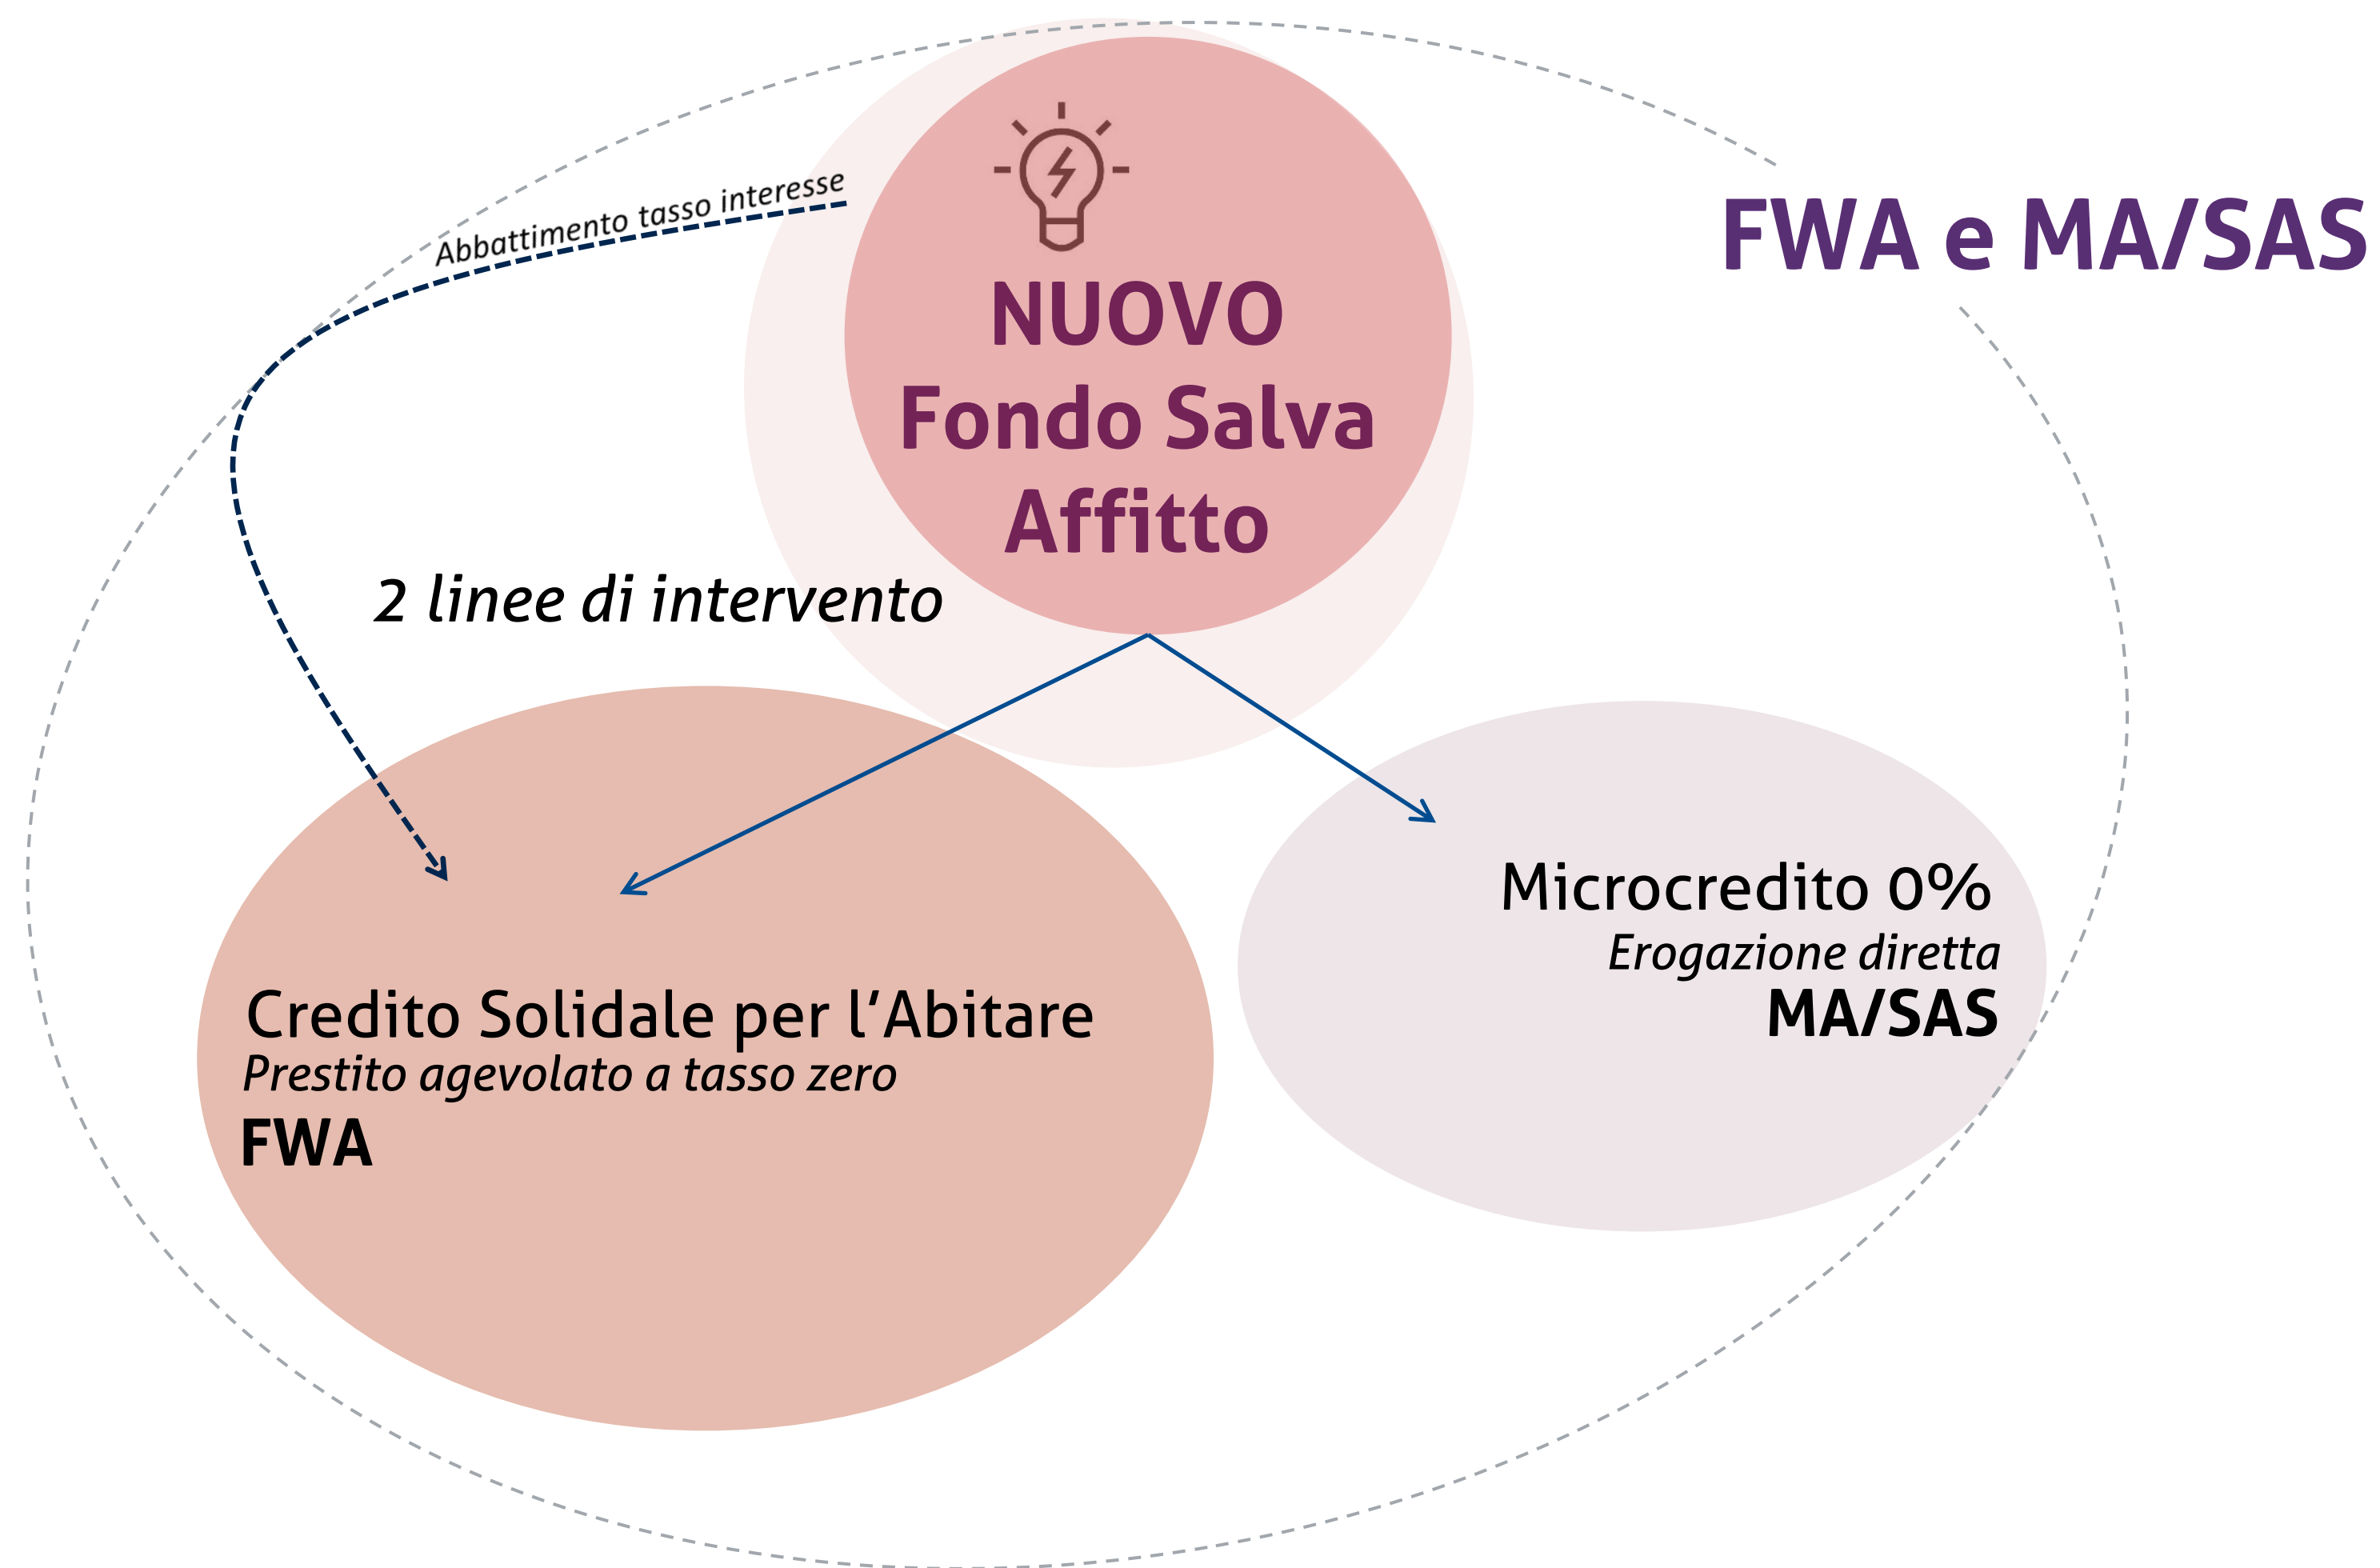 Abbattimento tasso interesse
FWA e MA/SAS
NUOVO
Fondo Salva
Affitto
2 linee di intervento
Credito Solidale per l'Abitare
Prestito agevolato a tasso zero
FWA
Microcredito 0%
Erogazione diretta
MA/SAS